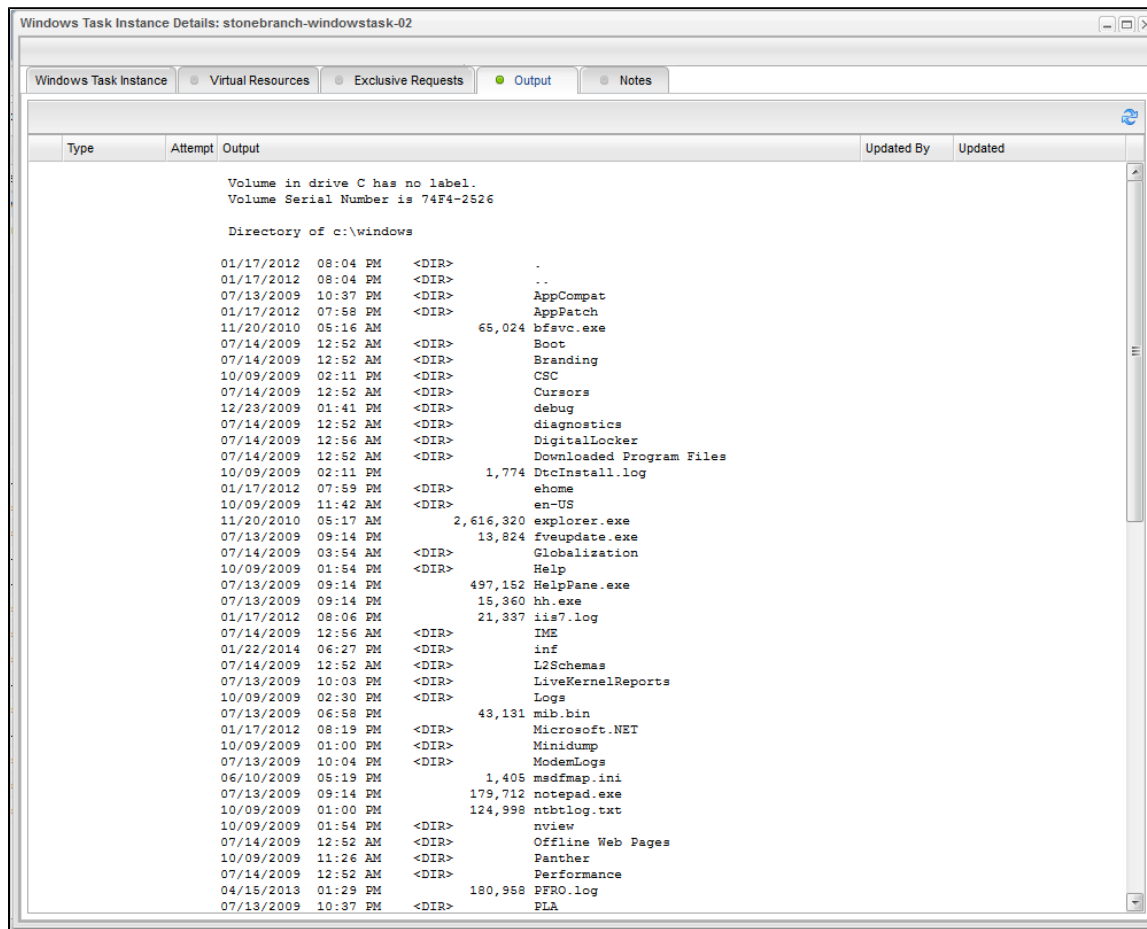 Windows Task Instance Details: stonebranch-windowstask-02
Windows Task Instance Virtual Resources Exclusive Requests Output Notes
Type Attempt Output Updated By Updated
Volume in drive C has no label.
Volume Serial Number is 74F4-2526
Directory of c:\windows
01/17/2012 08:04 PM <DIR> .
01/17/2012 08:04 PM <DIR> ..
07/13/2009 10:37 PM <DIR> AppCompat
01/17/2012 07:58 PM <DIR> AppPatch
11/20/2010 05:16 AM 65,024 bfsvc.exe
07/14/2009 12:52 AM <DIR> Boot
07/14/2009 12:52 AM <DIR> Branding
10/09/2009 02:11 PM <DIR> CSC
07/14/2009 12:52 AM <DIR> Cursors
12/23/2009 01:41 PM <DIR> debug
07/14/2009 12:52 AM <DIR> diagnostics
07/14/2009 12:56 AM <DIR> DigitalLocker
07/14/2009 12:52 AM <DIR> Downloaded Program Files
10/09/2009 02:11 PM 1,774 DtcInstall.log
01/17/2012 07:59 PM <DIR> ehome
10/09/2009 11:42 AM <DIR> en-US
11/20/2010 05:17 AM 2,616,320 explorer.exe
07/13/2009 09:14 PM 13,824 fveupdate.exe
07/14/2009 03:54 AM <DIR> Globalization
10/09/2009 01:54 PM <DIR> Help
07/13/2009 09:14 PM 497,152 HelpPane.exe
07/13/2009 09:14 PM 15,360 hh.exe
01/17/2012 08:06 PM 21,337 iis7.log
07/14/2009 12:56 AM <DIR> IME
01/22/2014 06:27 PM <DIR> inf
07/14/2009 12:52 AM <DIR> L2Schemas
07/13/2009 10:03 PM <DIR> LiveKernelReports
10/09/2009 02:30 PM <DIR> Logs
07/13/2009 06:58 PM 43,131 mib.bin
01/17/2012 08:19 PM <DIR> Microsoft.NET
10/09/2009 01:00 PM <DIR> Minidump
07/13/2009 10:04 PM <DIR> ModemLogs
06/10/2009 05:19 PM 1,405 msdfmap.ini
07/13/2009 09:14 PM 179,712 notepad.exe
10/09/2009 01:00 PM 124,998 ntbtlog.txt
10/09/2009 01:54 PM <DIR> nview
07/14/2009 12:52 AM <DIR> Offline Web Pages
10/09/2009 11:26 AM <DIR> Panther
07/14/2009 12:52 AM <DIR> Performance
04/15/2013 01:29 PM 180,958 PFRO.log
07/13/2009 10:37 PM <DIR> PLA